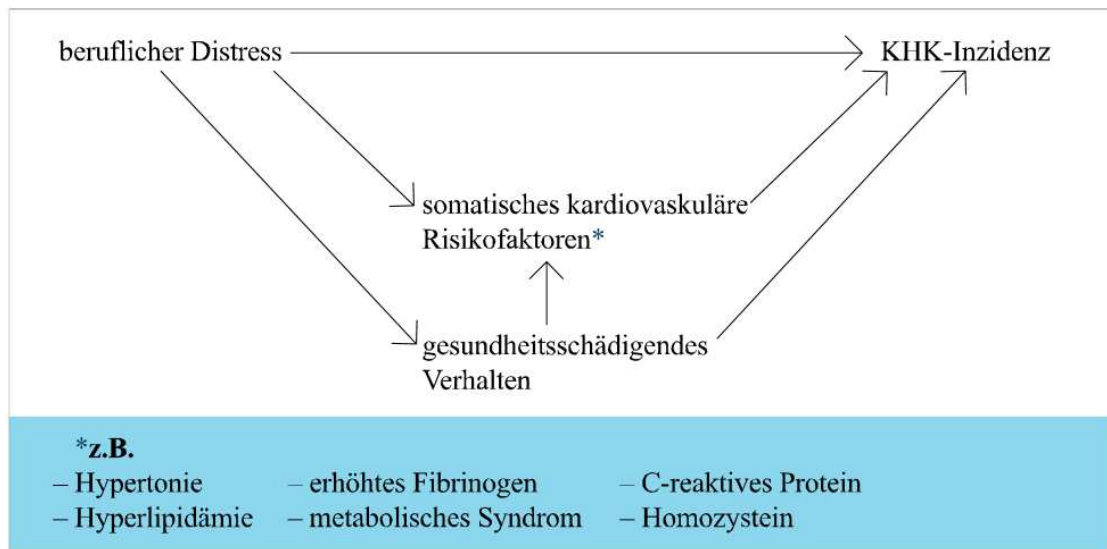 beruflicher Distress
KHK-Inzidenz
somatisches kardiovaskuläre
Risikofaktoren*
gesundheitsschädigendes
Verhalten
*z.B.
– Hypertonie – erhöhtes Fibrinogen – C-reaktives Protein
– Hyperlipidämie – metabolisches Syndrom – Homozystein